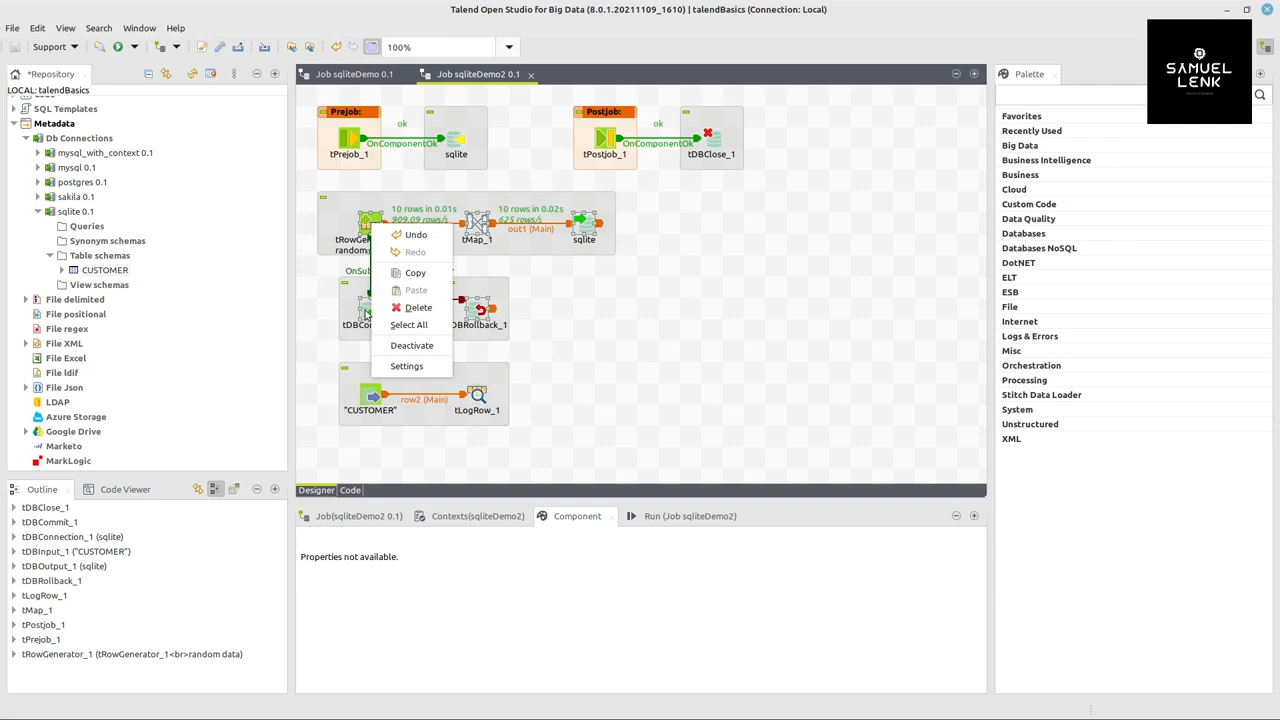 Talend Open Studio for Big Data (8.0.1.20211109_1610) | talendBasics (Connection: Local)
File Edit View Search Window Help
Support
100%
SAMUEL
LENK
*Repository
LOCAL: talendBasics
SQL Templates
Metadata
Db Connections
mysql_with_context 0.1
mysql 0.1
postgres 0.1
sakila 0.1
sqlite 0.1
Queries
Synonym schemas
Table schemas
CUSTOMER
View schemas
File delimited
File positional
File regex
File XML
File Excel
File ldif
File Json
LDAP
Azure Storage
Google Drive
Marketo
MarkLogic
Outline
Code Viewer
tDBClose_1
tDBCommit_1
tDBConnection_1 (sqlite)
tDBInput_1 ("CUSTOMER")
tDBOutput_1 (sqlite)
tDBRollback_1
tLogRow_1
tMap_1
tPostjob_1
tPrejob_1
tRowGenerator_1 (tRowGenerator_1<br>random data)
Job sqliteDemo 0.1
Job sqliteDemo2 0.1
Prejob:
ok
OnComponentOk
tPrejob_1
sqlite
Postjob:
ok
OnComponentOk
tPostjob_1
tDBClose_1
10 rows in 0.01s
909.09 rows/s
10 rows in 0.02s
625 rows/s
out1 (Main)
tMap_1
sqlite
Undo
Redo
Copy
Paste
Delete
Select All
Deactivate
Settings
"CUSTOMER"
row2 (Main)
tLogRow_1
Designer
Code
Job(sqliteDemo2 0.1)
Contexts(sqliteDemo2)
Component
Run (Job sqliteDemo2)
Properties not available.
Palette
Favorites
Recently Used
Big Data
Business Intelligence
Business
Cloud
Custom Code
Data Quality
Databases
Databases NoSQL
DotNET
ELT
ESB
File
Internet
Logs & Errors
Misc
Orchestration
Processing
Stitch Data Loader
System
Unstructured
XML